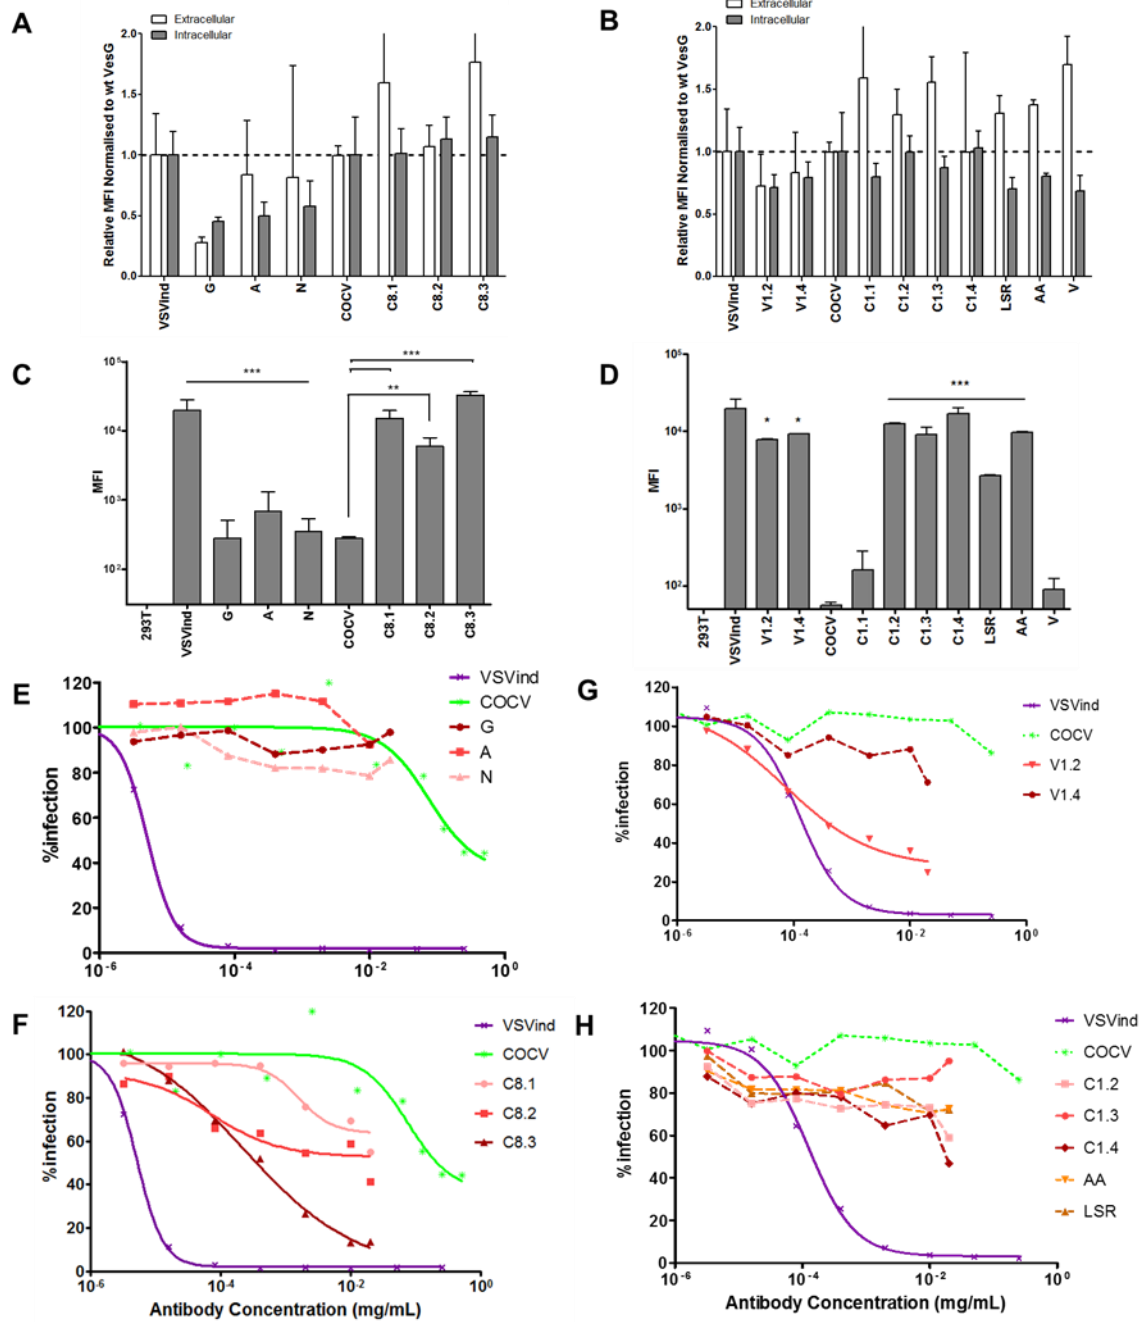 A
Extracellular
Intracellular
Relative MFI Normalised to wt VesG
2.0
1.5
1.0
0.5
0.0
VSVind
G
A
N
COCV
C8.1
C8.2
C8.3
B
Extracellular
Intracellular
Relative MFI Normalised to wt VesG
2.0
1.5
1.0
0.5
0.0
VSVind
V1.2
V1.4
COCV
C1.1
C1.2
C1.3
C1.4
LSR
AA
V
C
MFI
10⁵
10⁴
10³
10²
***
***
**
293T
VSVind
G
A
N
COCV
C8.1
C8.2
C8.3
D
MFI
10⁵
10⁴
10³
10²
*
*
***
293T
VSVind
V1.2
V1.4
COCV
C1.1
C1.2
C1.3
C1.4
LSR
AA
V
E
%infection
120
100
80
60
40
20
0
10⁻⁶
10⁻⁴
10⁻²
10⁰
VSVind
COCV
G
A
N
G
%infection
120
100
80
60
40
20
0
10⁻⁶
10⁻⁴
10⁻²
10⁰
VSVind
COCV
V1.2
V1.4
F
%infection
120
100
80
60
40
20
0
10⁻⁶
10⁻⁴
10⁻²
10⁰
Antibody Concentration (mg/mL)
VSVind
COCV
C8.1
C8.2
C8.3
H
% infection
120
100
80
60
40
20
0
10⁻⁶
10⁻⁴
10⁻²
10⁰
Antibody Concentration (mg/mL)
VSVind
COCV
C1.2
C1.3
C1.4
AA
LSR